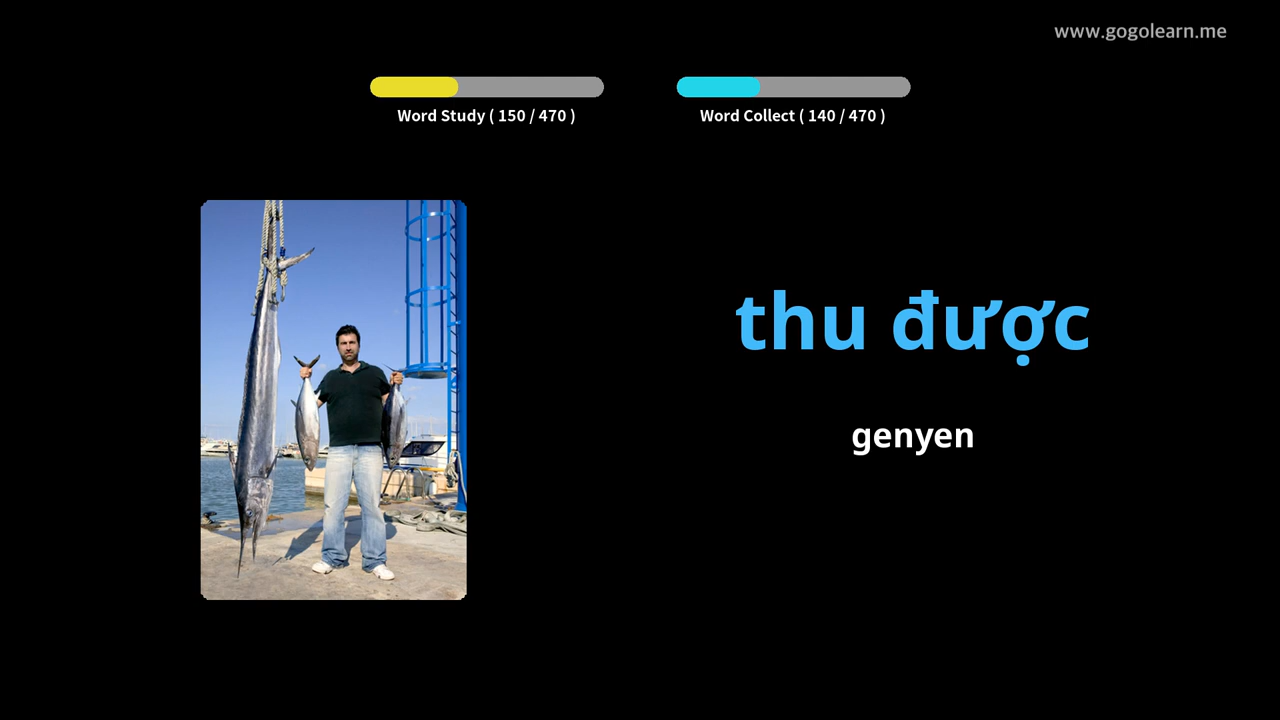 www.gogolearn.me
Word Study ( 150 / 470 )
Word Collect ( 140 / 470 )
thu được
genyen